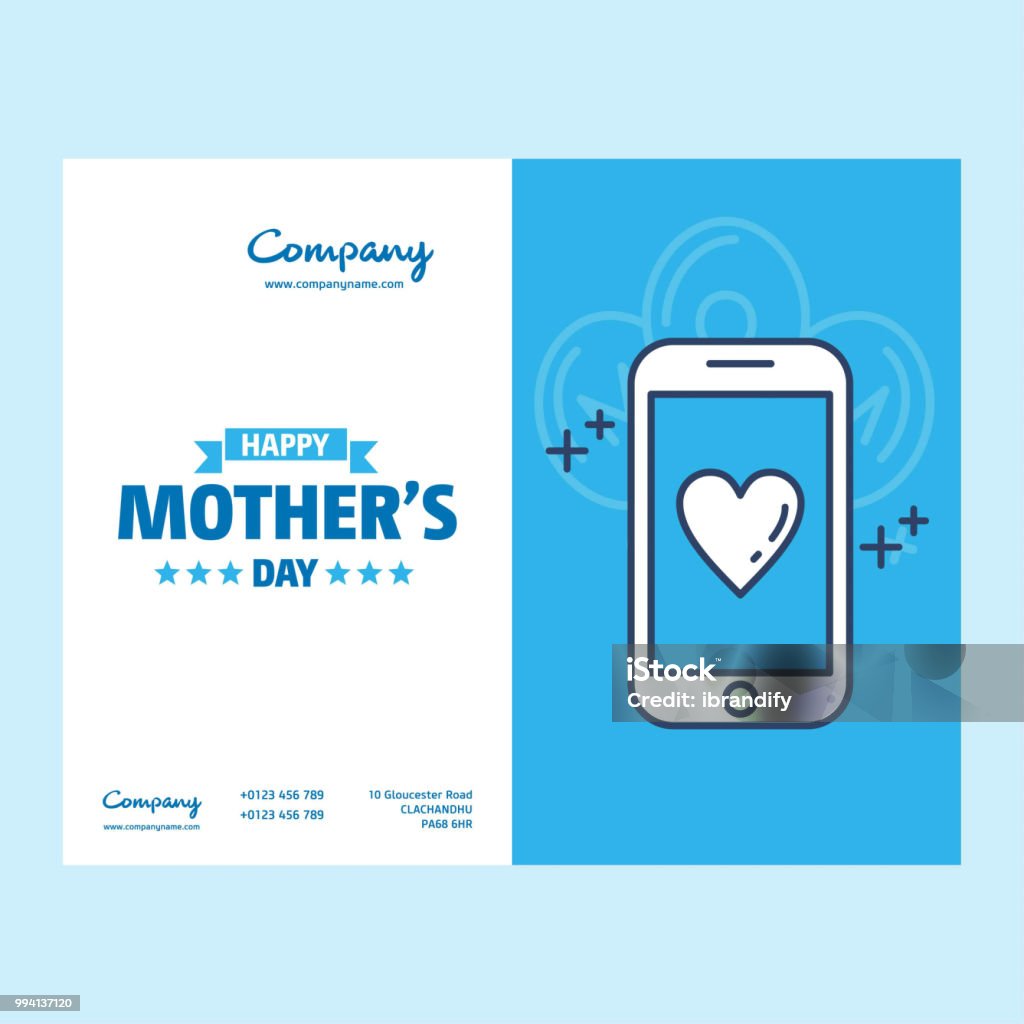 Company
www.companyname.com
HAPPY
MOTHER'S
DAY
Company
www.companyname.com
+0123 456 789
+0123 456 789
10 Gloucester Road
CLACHANDHU
PA68 6HR
M
O
M
iStock™
Credit: ibrandify
994137120